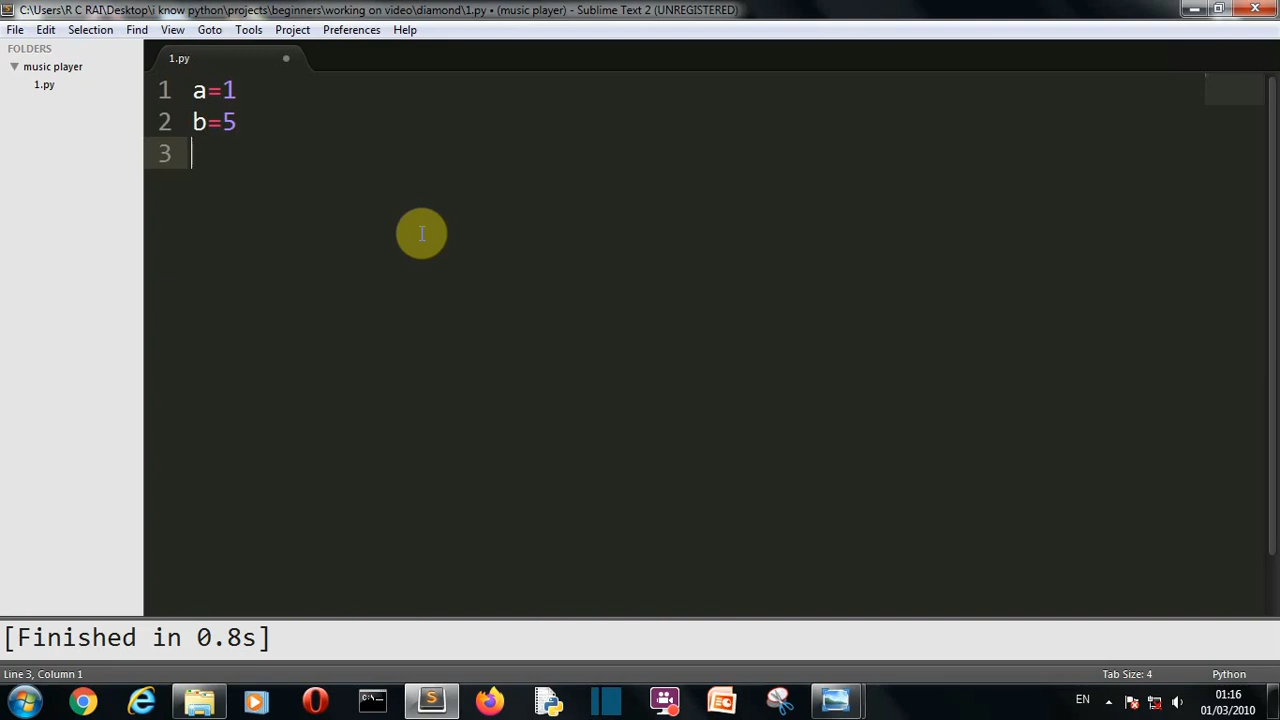 C:\Users\R C RAI\Desktop\i know python\projects\beginners\working on video\diamond\1.py • (music player) - Sublime Text 2 (UNREGISTERED)
File Edit Selection Find View Goto Tools Project Preferences Help
FOLDERS
music player
1.py
1.py
1 a=1
2 b=5
3
[Finished in 0.8s]
Line 3, Column 1
Tab Size: 4
Python
EN
01:16
01/03/2010